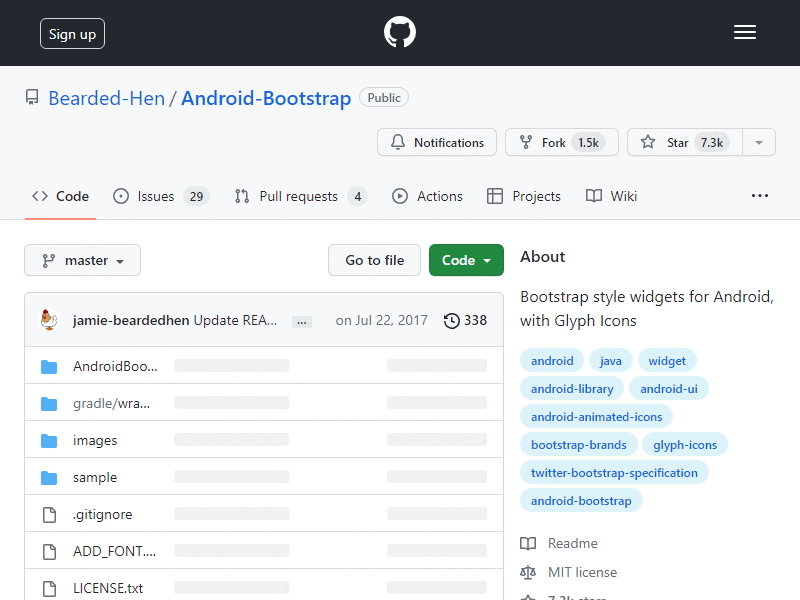 Sign up
Bearded-Hen / Android-Bootstrap Public
Notifications Fork 1.5k Star 7.3k
Code Issues 29 Pull requests 4 Actions Projects Wiki ...
master Go to file Code
jamie-beardedhen Update REA... ... on Jul 22, 2017 338
AndroidBoo...
gradle/wra...
images
sample
.gitignore
ADD_FONT....
LICENSE.txt
About
Bootstrap style widgets for Android,
with Glyph Icons
android java widget
android-library android-ui
android-animated-icons
bootstrap-brands glyph-icons
twitter-bootstrap-specification
android-bootstrap
Readme
MIT license
7.3k stars